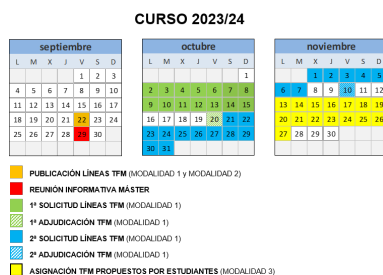 CURSO 2023/24
septiembre octubre noviembre
L M X J V S D L M X J V S D L M X J V S D
1 2 3 1 1 2 3 4 5
4 5 6 7 8 9 10 2 3 4 5 6 7 8 6 7 8 9 10 11 12
11 12 13 14 15 16 17 9 10 11 12 13 14 15 13 14 15 16 17 18 19
18 19 20 21 22 23 24 16 17 18 19 20 21 22 20 21 22 23 24 25 26
25 26 27 28 29 30 23 24 25 26 27 28 29 27 28 29 30
30 31
PUBLICACIÓN LÍNEAS TFM (MODALIDAD 1 y MODALIDAD 2)
REUNIÓN INFORMATIVA MÁSTER
1ª SOLICITUD LÍNEAS TFM (MODALIDAD 1)
1ª ADJUDICACIÓN TFM (MODALIDAD 1)
2ª SOLICITUD LÍNEAS TFM (MODALIDAD 1)
2ª ADJUDICACIÓN TFM (MODALIDAD 1)
ASIGNACIÓN TFM PROPUESTOS POR ESTUDIANTES (MODALIDAD 3)